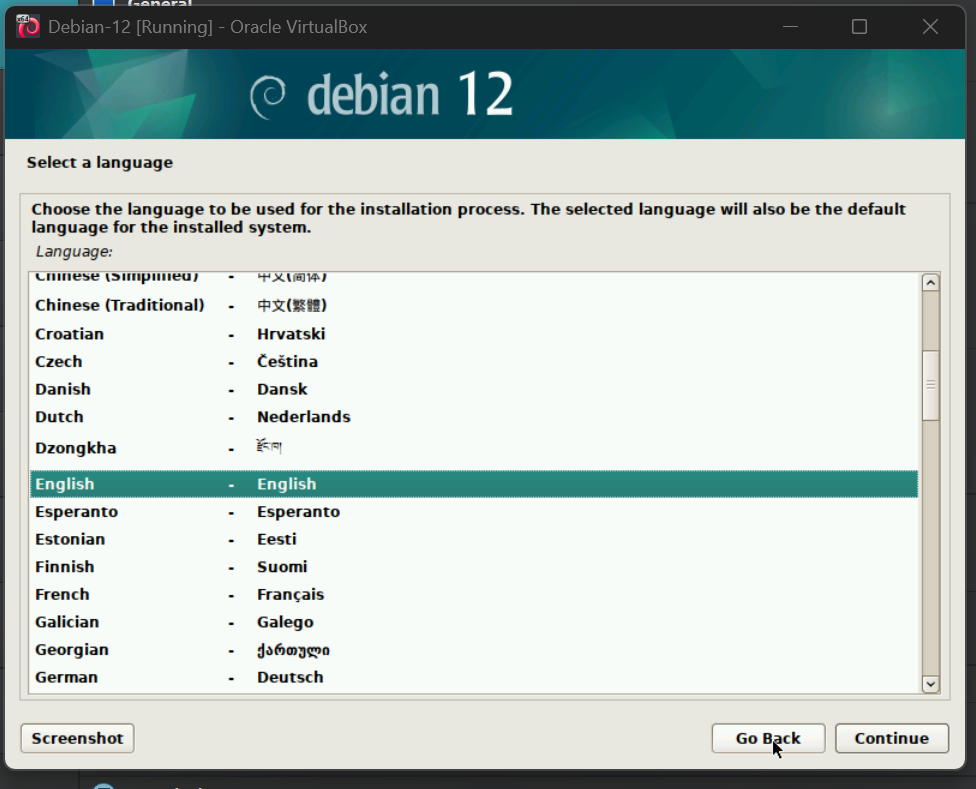 General
Debian-12 [Running] - Oracle VirtualBox
debian 12
Select a language
Choose the language to be used for the installation process. The selected language will also be the default
language for the installed system.
Language:
Chinese (Simplified) - 中文(简体)
Chinese (Traditional) - 中文(繁體)
Croatian - Hrvatski
Czech - Čeština
Danish - Dansk
Dutch - Nederlands
Dzongkha - རྫོང་ཁ།
English - English
Esperanto - Esperanto
Estonian - Eesti
Finnish - Suomi
French - Français
Galician - Galego
Georgian - ქართული
German - Deutsch
Screenshot Go Back Continue